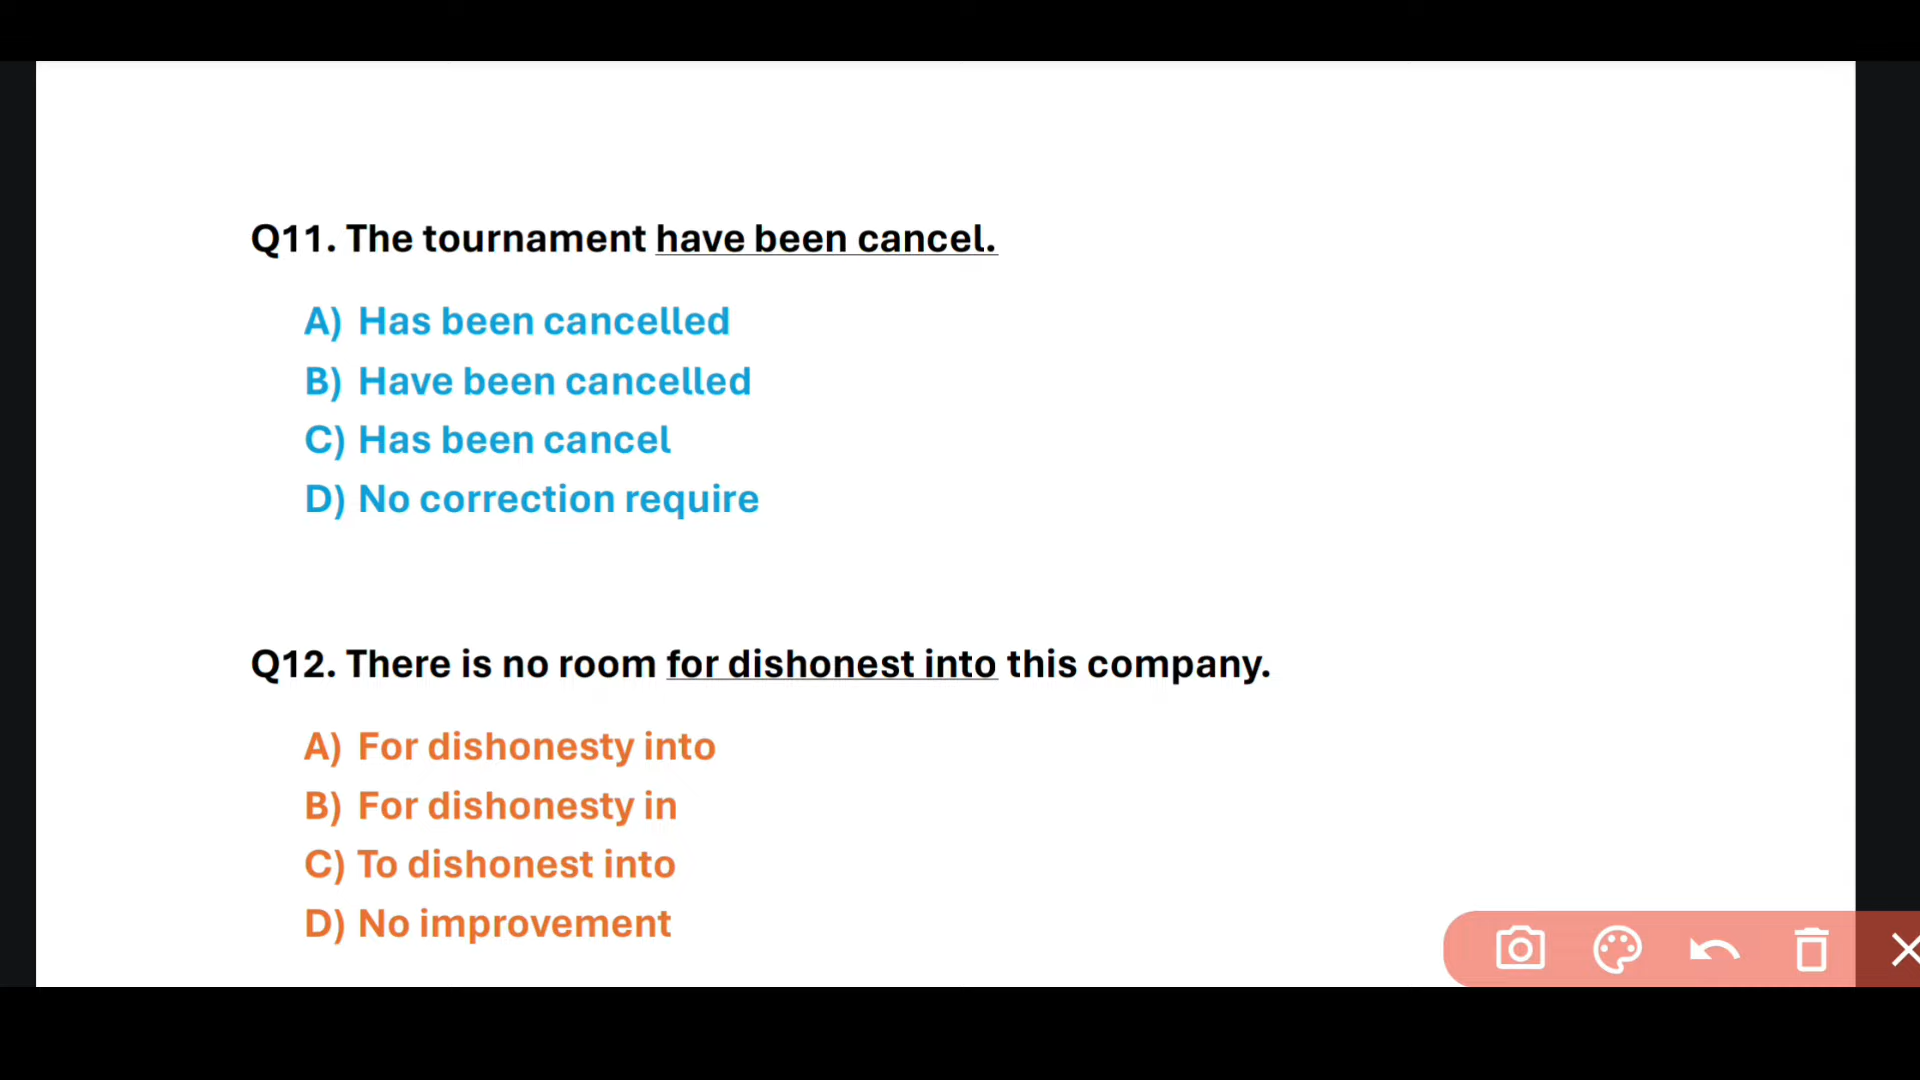 Q11. The tournament have been cancel.
A) Has been cancelled
B) Have been cancelled
C) Has been cancel
D) No correction require
Q12. There is no room for dishonest into this company.
A) For dishonesty into
B) For dishonesty in
C) To dishonest into
D) No improvement